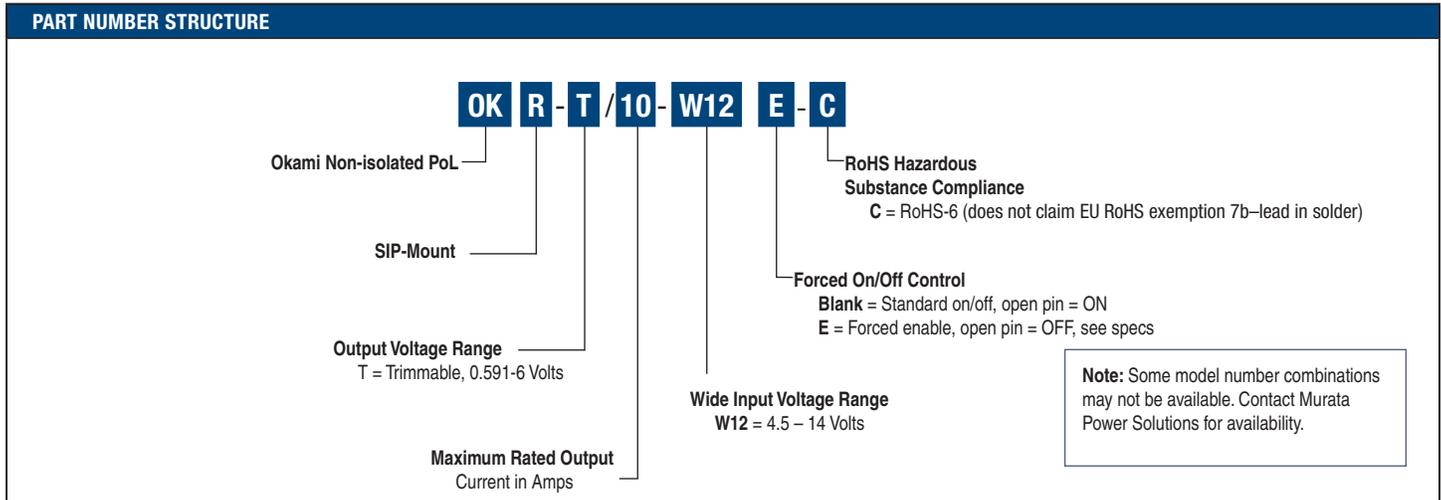 PART NUMBER STRUCTURE
OK R - T / 10 - W12 E - C
Okami Non-isolated PoL
RoHS Hazardous
Substance Compliance
C = RoHS-6 (does not claim EU RoHS exemption 7b–lead in solder)
SIP-Mount
Forced On/Off Control
Blank = Standard on/off, open pin = ON
E = Forced enable, open pin = OFF, see specs
Output Voltage Range
T = Trimmable, 0.591-6 Volts
Note: Some model number combinations
may not be available. Contact Murata
Power Solutions for availability.
Wide Input Voltage Range
W12 = 4.5 – 14 Volts
Maximum Rated Output
Current in Amps